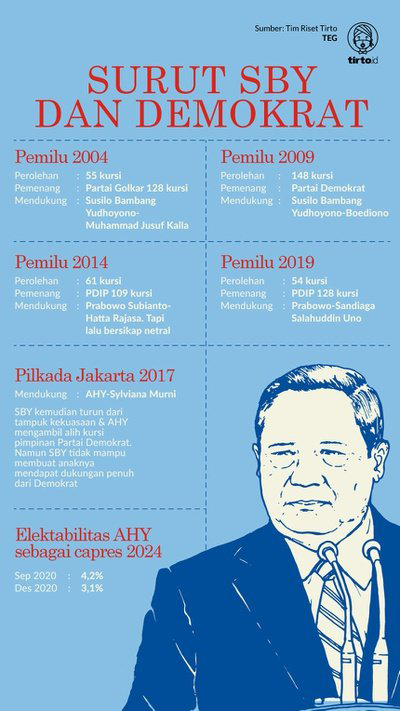 Sumber: Tim Riset Tirto
TEG
tirto.id
SURUT SBY
DAN DEMOKRAT
Pemilu 2004
Perolehan : 55 kursi
Pemenang : Partai Golkar 128 kursi
Mendukung : Susilo Bambang
Yudhoyono-
Muhammad Jusuf Kalla
Pemilu 2009
Perolehan : 148 kursi
Pemenang : Partai Demokrat
Mendukung : Susilo Bambang
Yudhoyono-Boediono
Pemilu 2014
Perolehan : 61 kursi
Pemenang : PDIP 109 kursi
Mendukung : Prabowo Subianto-
Hatta Rajasa. Tapi
lalu bersikap netral
Pemilu 2019
Perolehan : 54 kursi
Pemenang : PDIP 128 kursi
Mendukung : Prabowo-Sandiaga
Salahuddin Uno
Pilkada Jakarta 2017
Mendukung : AHY-Sylviana Murni
SBY kemudian turun dari
tampuk kekuasaan & AHY
mengambil alih kursi
pimpinan Partai Demokrat.
Namun SBY tidak mampu
membuat anaknya
mendapat dukungan penuh
dari Demokrat
Elektabilitas AHY
sebagai capres 2024
Sep 2020 : 4,2%
Des 2020 : 3,1%